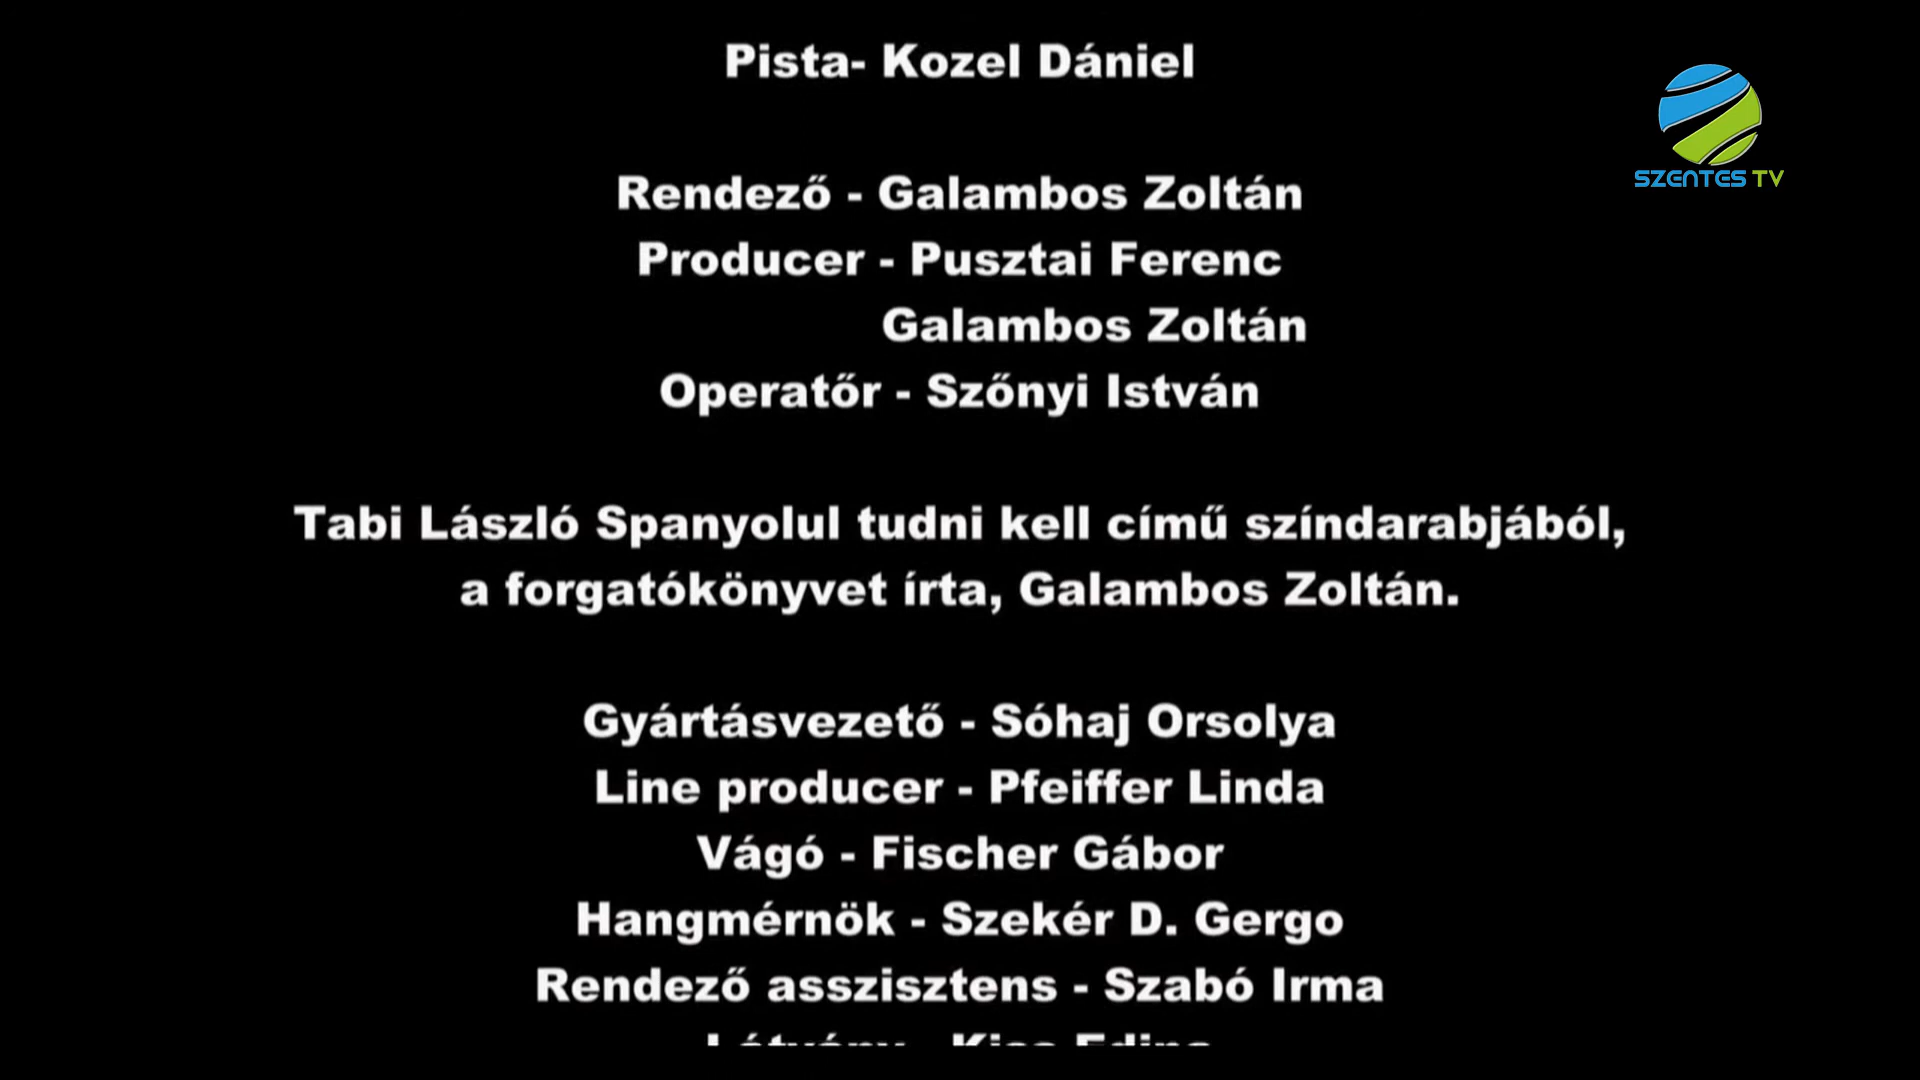 Pista- Kozel Dániel
SZENTES TV
Rendező - Galambos Zoltán
Producer - Pusztai Ferenc
Galambos Zoltán
Operatőr - Szőnyi István
Tabi László Spanyolul tudni kell című színdarabjából,
a forgatókönyvet írta, Galambos Zoltán.
Gyártásvezető - Sóhaj Orsolya
Line producer - Pfeiffer Linda
Vágó - Fischer Gábor
Hangmérnök - Szekér D. Gergo
Rendező asszisztens - Szabó Irma